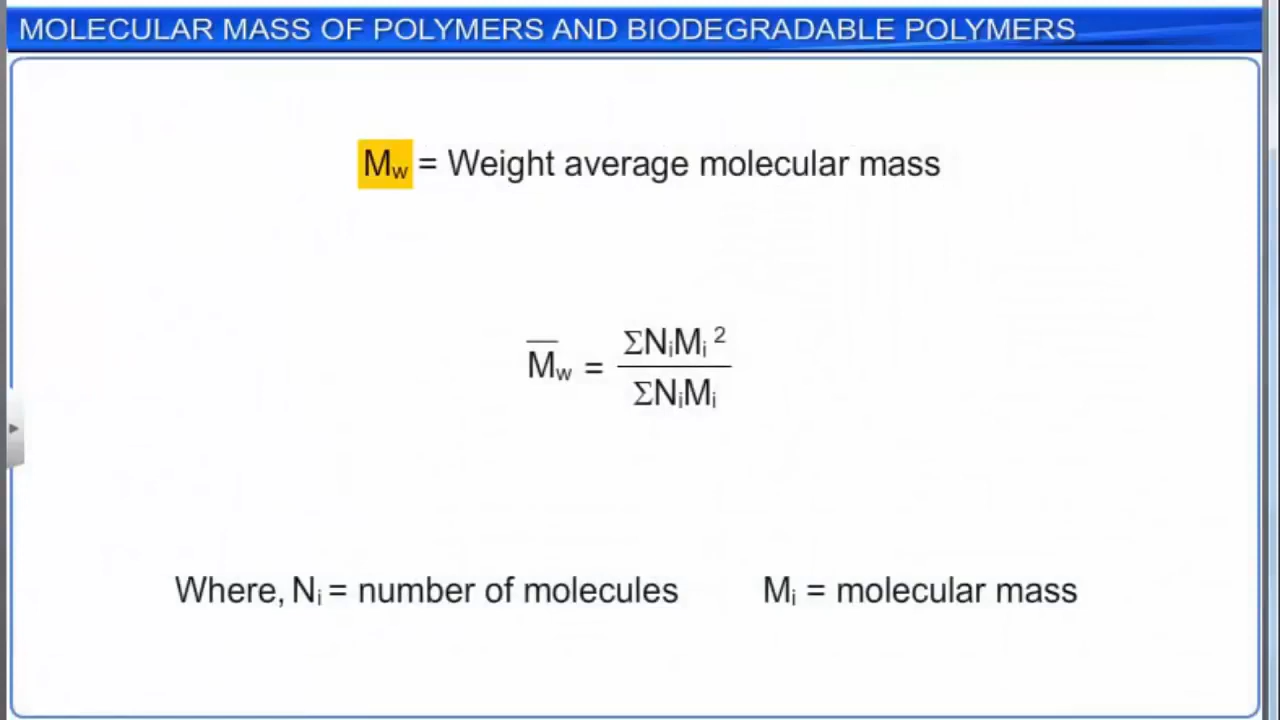 MOLECULAR MASS OF POLYMERS AND BIODEGRADABLE POLYMERS
Mw = Weight average molecular mass
M̅w = ΣNiMi² / ΣNiMi
Where, Ni = number of molecules Mi = molecular mass